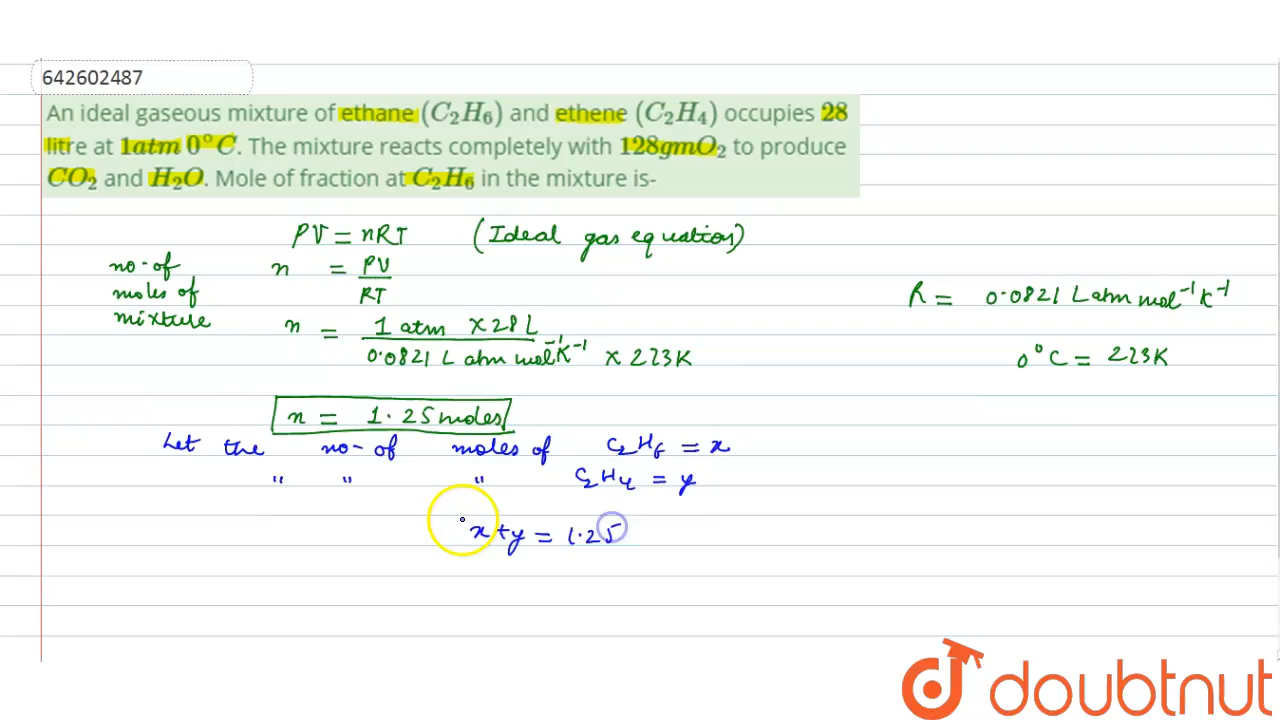 642602487
An ideal gaseous mixture of ethane (C₂H₆) and ethene (C₂H₄) occupies 28
litre at 1atm 0°C. The mixture reacts completely with 128gmO₂ to produce
CO₂ and H₂O. Mole of fraction at C₂H₆ in the mixture is-
PV = nRT (Ideal gas equation)
no. of moles of mixture
n = PV/RT
R = 0.0821 L atm mol⁻¹ K⁻¹
n = 1 atm × 28 L / 0.0821 L atm mol⁻¹ K⁻¹ × 273K
0°C = 273K
n = 1.25 moles
Let the no. of moles of C₂H₆ = x
" " " C₂H₄ = y
x + y = 1.25
doubtnut